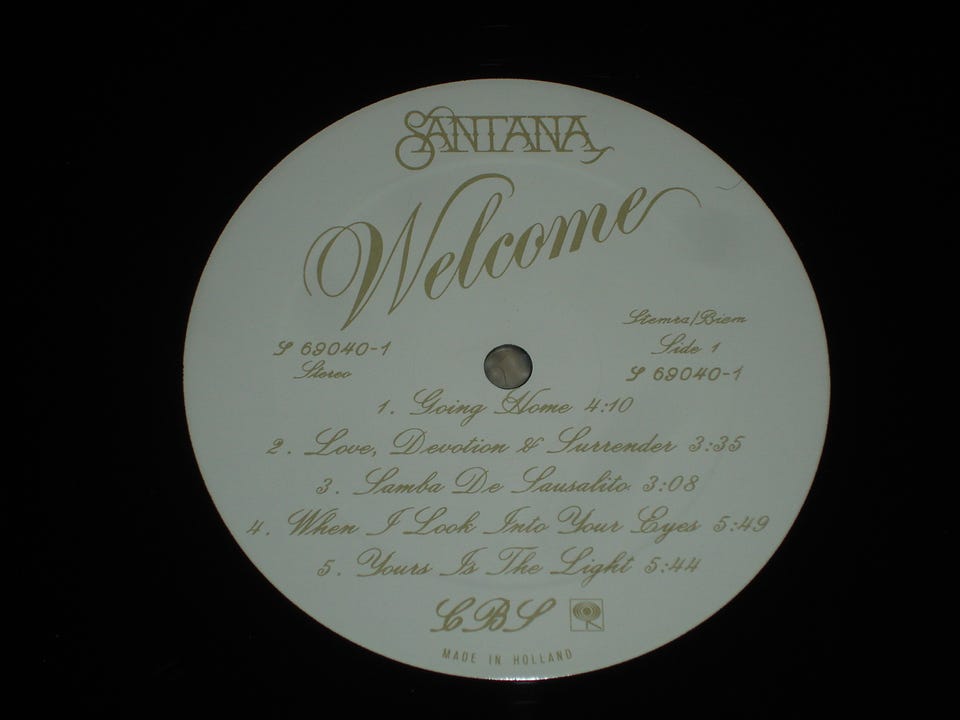 SANTANA
Welcome
S 69040-1
Stereo
Stemra/Biem
Side 1
S 69040-1
1. Going Home 4:10
2. Love, Devotion & Surrender 3:35
3. Samba De Sausalito 3:08
4. When I Look Into Your Eyes 5:49
5. Yours Is The Light 5:44
CBS
MADE IN HOLLAND